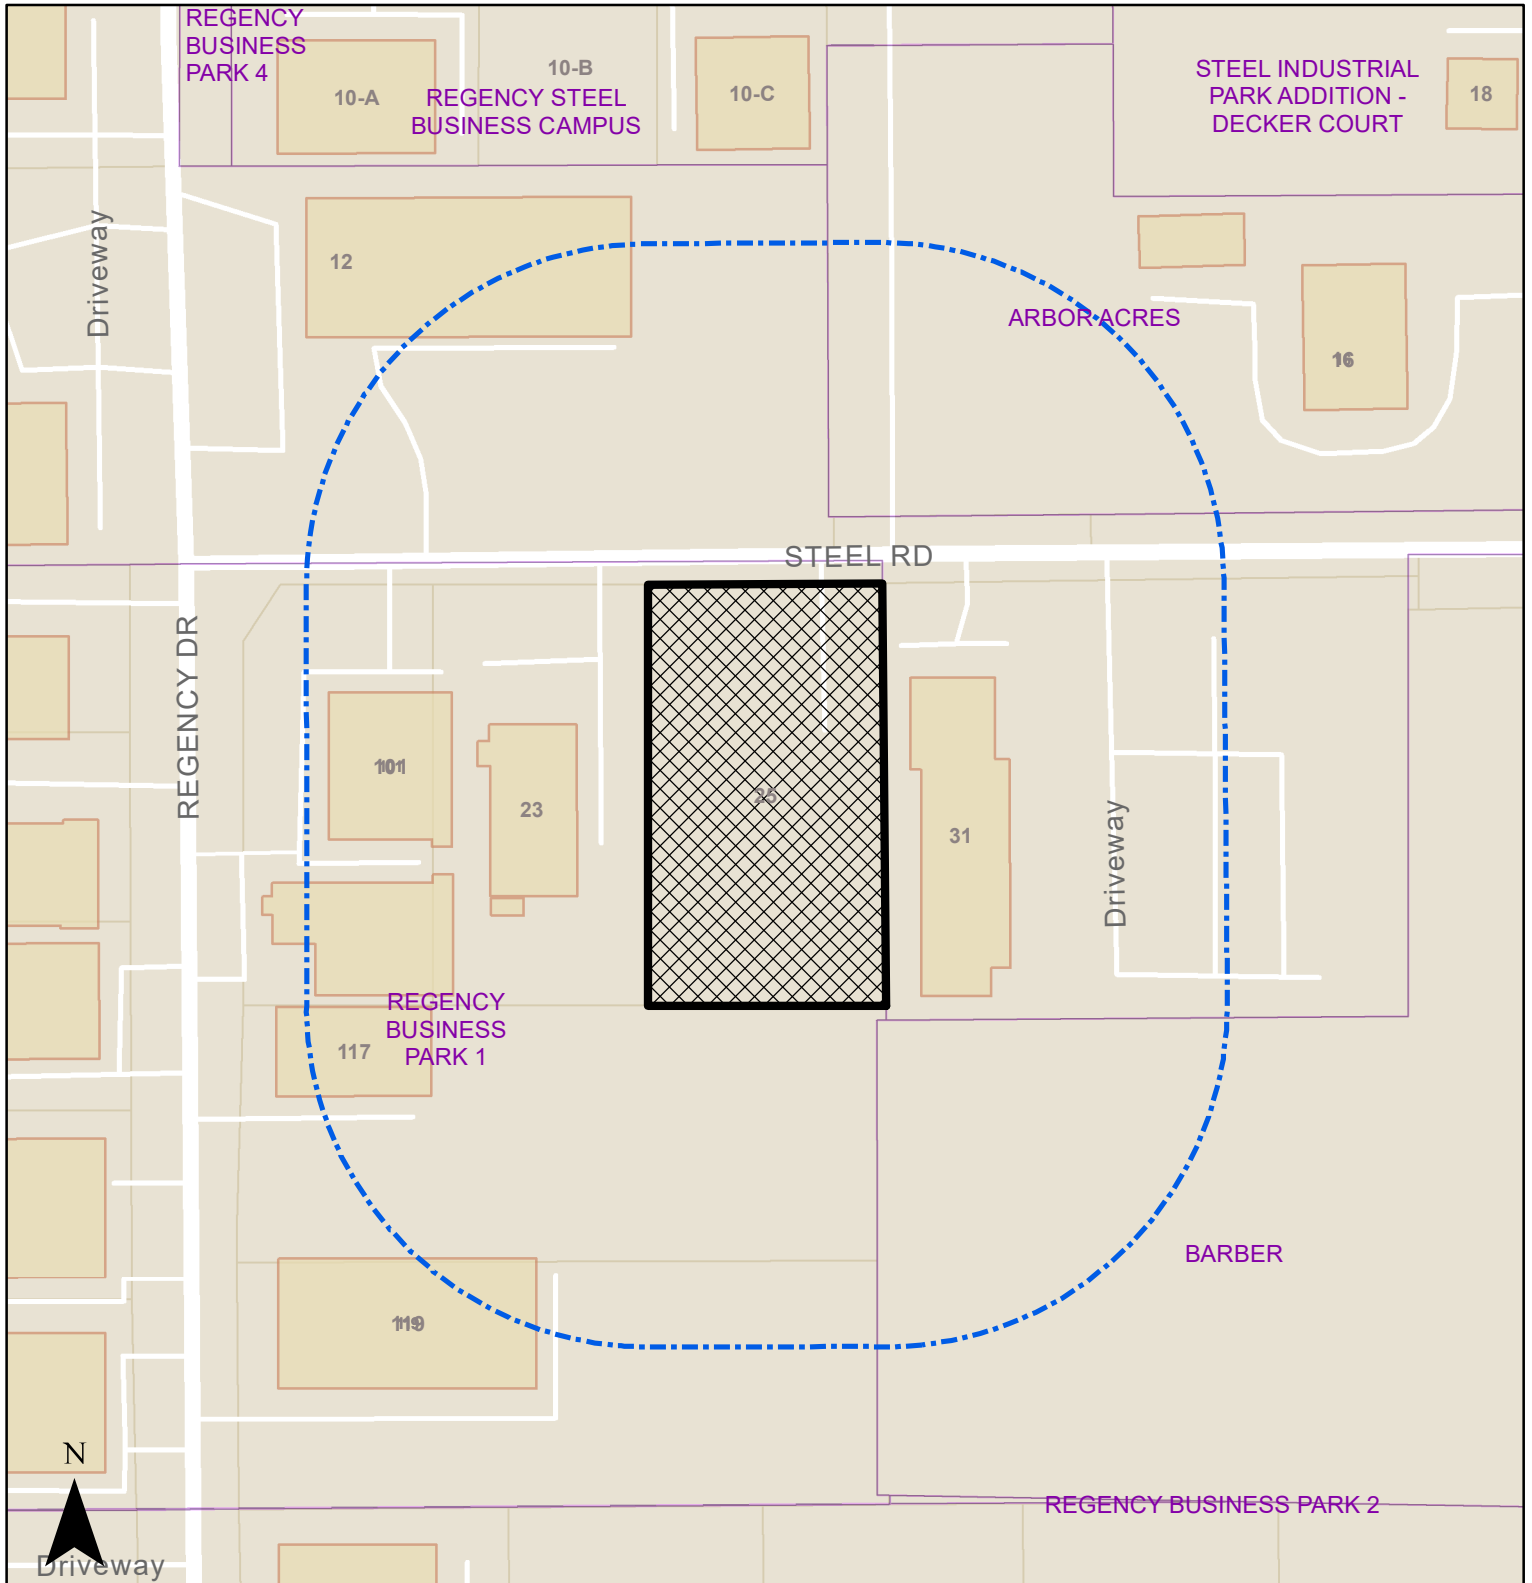 REGENCY
BUSINESS
PARK 4
10-A
10-B
REGENCY STEEL
BUSINESS CAMPUS
10-C
STEEL INDUSTRIAL
PARK ADDITION -
DECKER COURT
18
Driveway
12
ARBOR ACRES
16
STEEL RD
REGENCY DR
101
23
25
31
Driveway
REGENCY
BUSINESS
PARK 1
117
BARBER
119
N
REGENCY BUSINESS PARK 2
Driveway